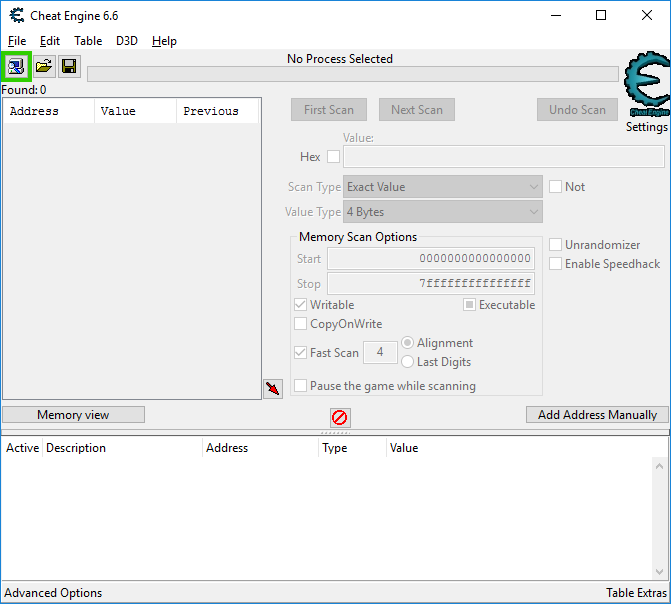 Cheat Engine 6.6
File Edit Table D3D Help
No Process Selected
Found: 0
Address Value Previous
First Scan Next Scan Undo Scan
Cheat Engine
Settings
Value:
Hex
Scan Type Exact Value Not
Value Type 4 Bytes
Memory Scan Options
Start 0000000000000000
Unrandomizer
Stop 7fffffffffffffff
Enable Speedhack
Writable Executable
CopyOnWrite
Fast Scan 4 Alignment
Last Digits
Pause the game while scanning
Memory view Add Address Manually
Active Description Address Type Value
Advanced Options Table Extras